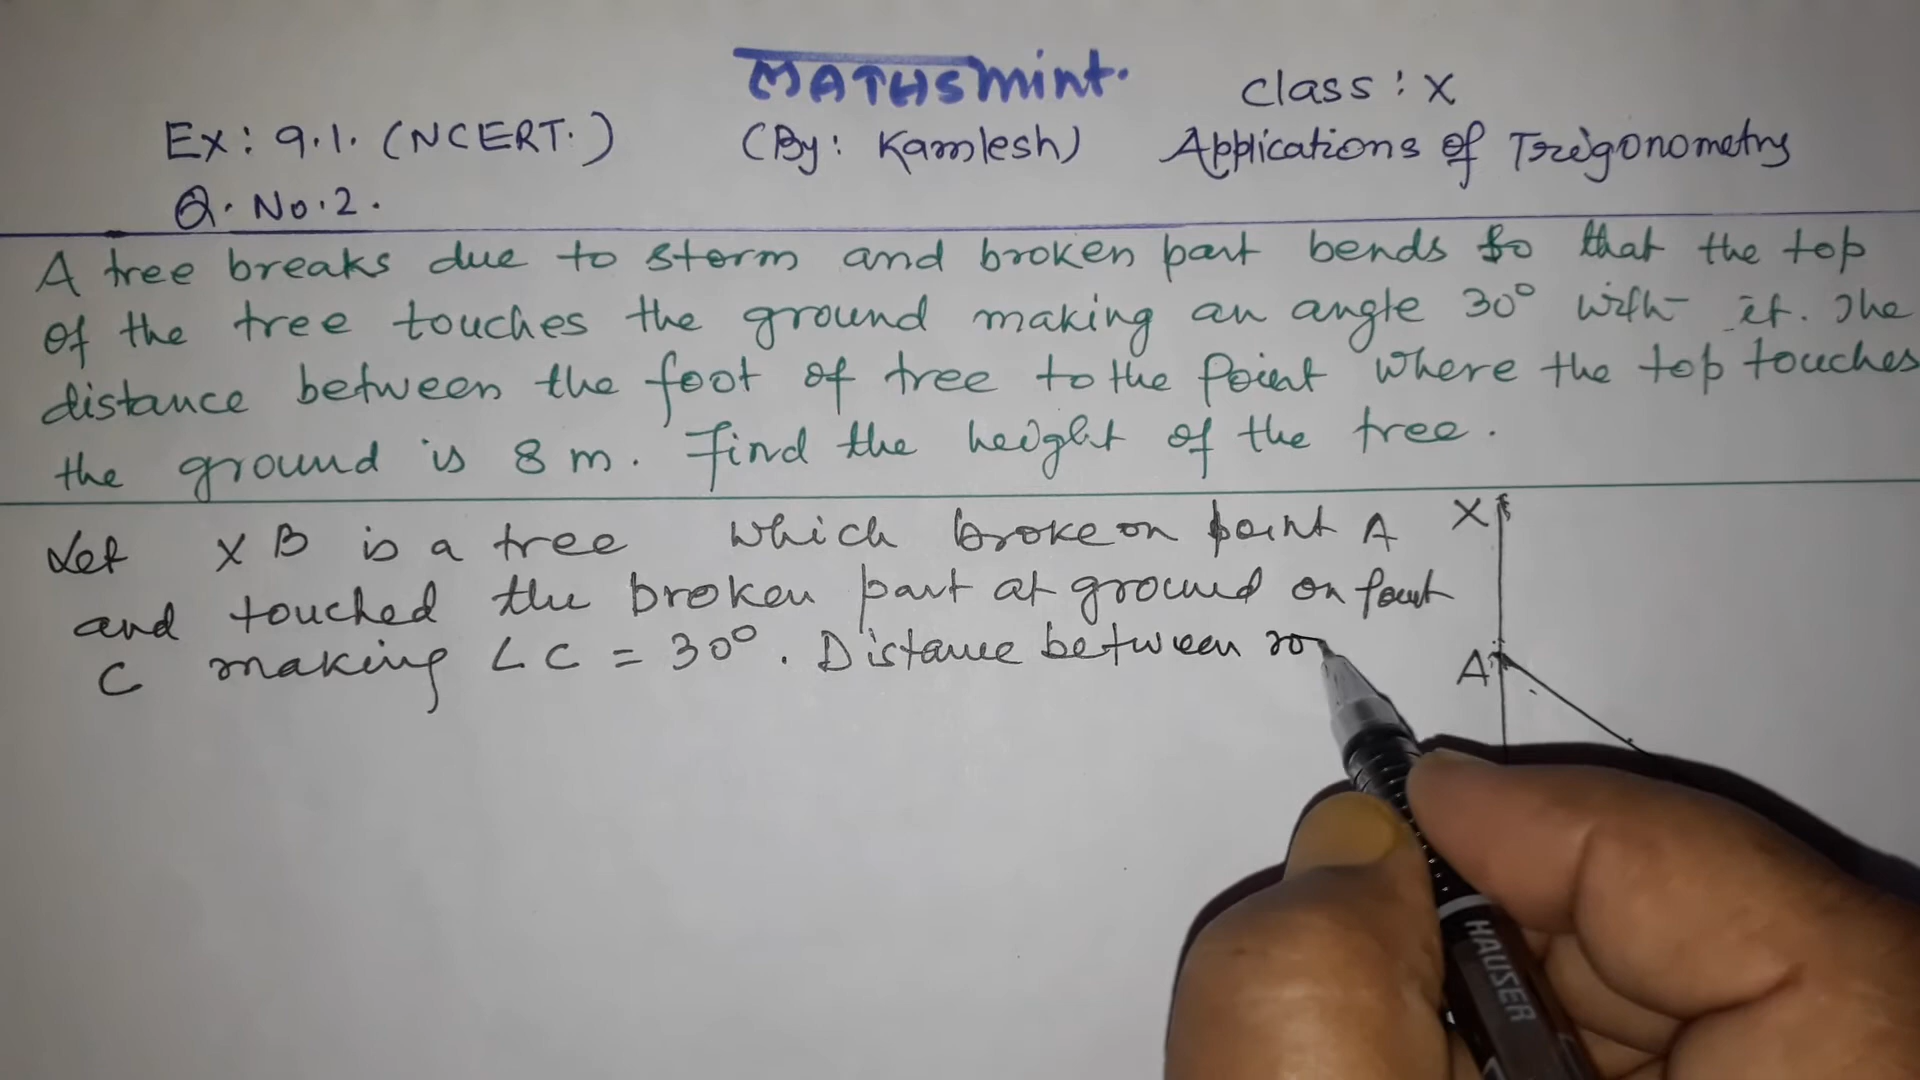 MATHSmint.
class : X
Ex: 9.1. (NCERT.)
(By: Kamlesh)
Applications of Trigonometry
Q. No. 2.
A tree breaks due to storm and broken part bends so that the top
of the tree touches the ground making an angle 30° with it. The
distance between the foot of tree to the point where the top touches
the ground is 8 m. Find the height of the tree.
Let XB is a tree which broke on point A
and touched the broken part at ground on
C making ∠C = 30°. Distance between
X
A
HAUSER